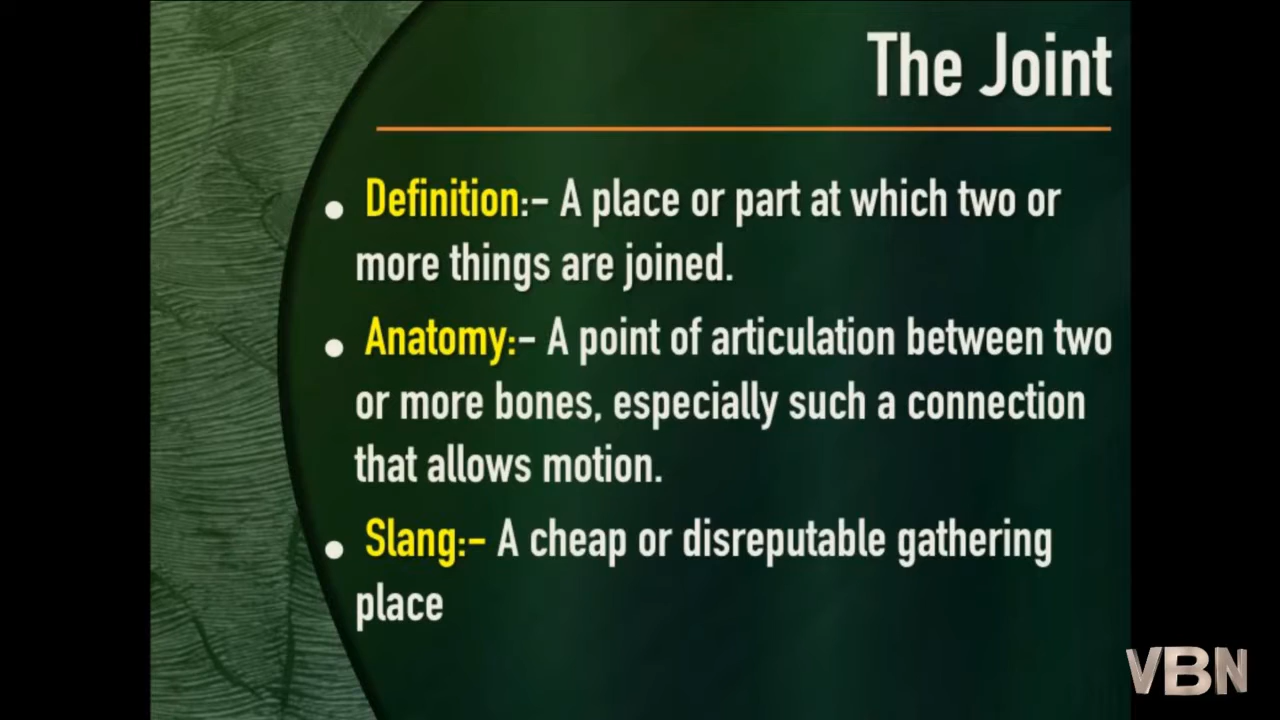 The Joint
• Definition:- A place or part at which two or
more things are joined.
• Anatomy:- A point of articulation between two
or more bones, especially such a connection
that allows motion.
• Slang:- A cheap or disreputable gathering
place
VBN